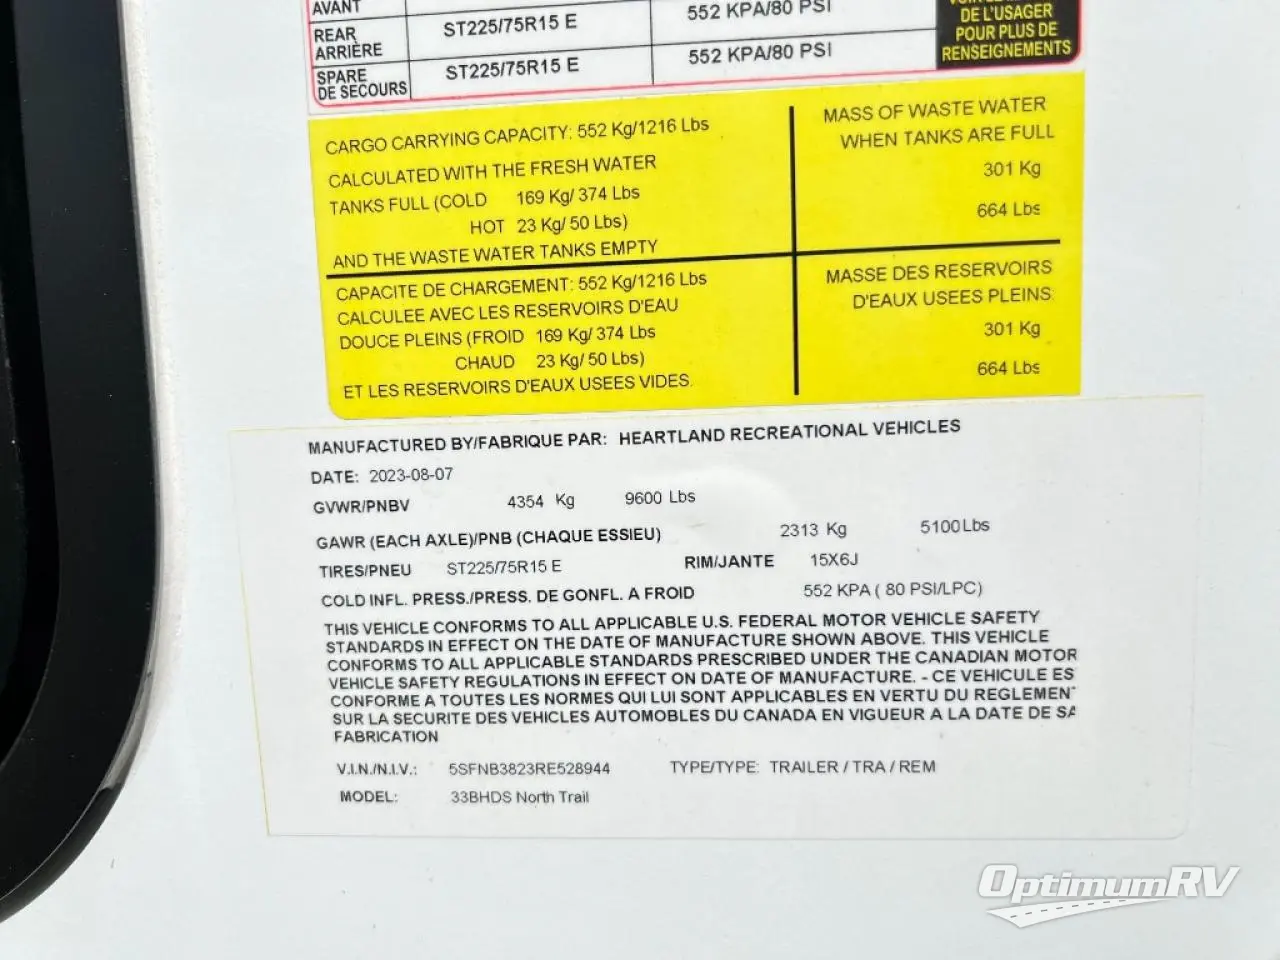 AVANT
552 KPA/80 PSI
DE L'USAGER
POUR PLUS DE
RENSEIGNEMENTS
REAR
ARRIÈRE
ST225/75R15 E
SPARE
DE SECOURS
ST225/75R15 E
552 KPA/80 PSI
CARGO CARRYING CAPACITY: 552 Kg/1216 Lbs
CALCULATED WITH THE FRESH WATER
TANKS FULL (COLD 169 Kg/ 374 Lbs
HOT 23 Kg/ 50 Lbs)
AND THE WASTE WATER TANKS EMPTY
MASS OF WASTE WATER
WHEN TANKS ARE FULL
301 Kg
664 Lbs
CAPACITE DE CHARGEMENT: 552 Kg/1216 Lbs
CALCULEE AVEC LES RESERVOIRS D'EAU
DOUCE PLEINS (FROID 169 Kg/ 374 Lbs
CHAUD 23 Kg/ 50 Lbs)
ET LES RESERVOIRS D'EAUX USEES VIDES.
MASSE DES RESERVOIRS
D'EAUX USEES PLEINS:
301 Kg
664 Lbs
MANUFACTURED BY/FABRIQUE PAR: HEARTLAND RECREATIONAL VEHICLES
DATE: 2023-08-07
GVWR/PNBV 4354 Kg 9600 Lbs
GAWR (EACH AXLE)/PNB (CHAQUE ESSIEU) 2313 Kg 5100 Lbs
TIRES/PNEU ST225/75R15 E RIM/JANTE 15X6J
COLD INFL. PRESS./PRESS. DE GONFL. A FROID 552 KPA ( 80 PSI/LPC)
THIS VEHICLE CONFORMS TO ALL APPLICABLE U.S. FEDERAL MOTOR VEHICLE SAFETY
STANDARDS IN EFFECT ON THE DATE OF MANUFACTURE SHOWN ABOVE. THIS VEHICLE
CONFORMS TO ALL APPLICABLE STANDARDS PRESCRIBED UNDER THE CANADIAN MOTOR
VEHICLE SAFETY REGULATIONS IN EFFECT ON DATE OF MANUFACTURE. - CE VEHICULE ES
CONFORME A TOUTES LES NORMES QUI LUI SONT APPLICABLES EN VERTU DU REGLEMEN
SUR LA SECURITE DES VEHICLES AUTOMOBLES DU CANADA EN VIGUEUR A LA DATE DE SA
FABRICATION
V.I.N./N.I.V.: 5SFNB3823RE528944 TYPE/TYPE: TRAILER / TRA / REM
MODEL: 33BHDS North Trail
OptimumRV